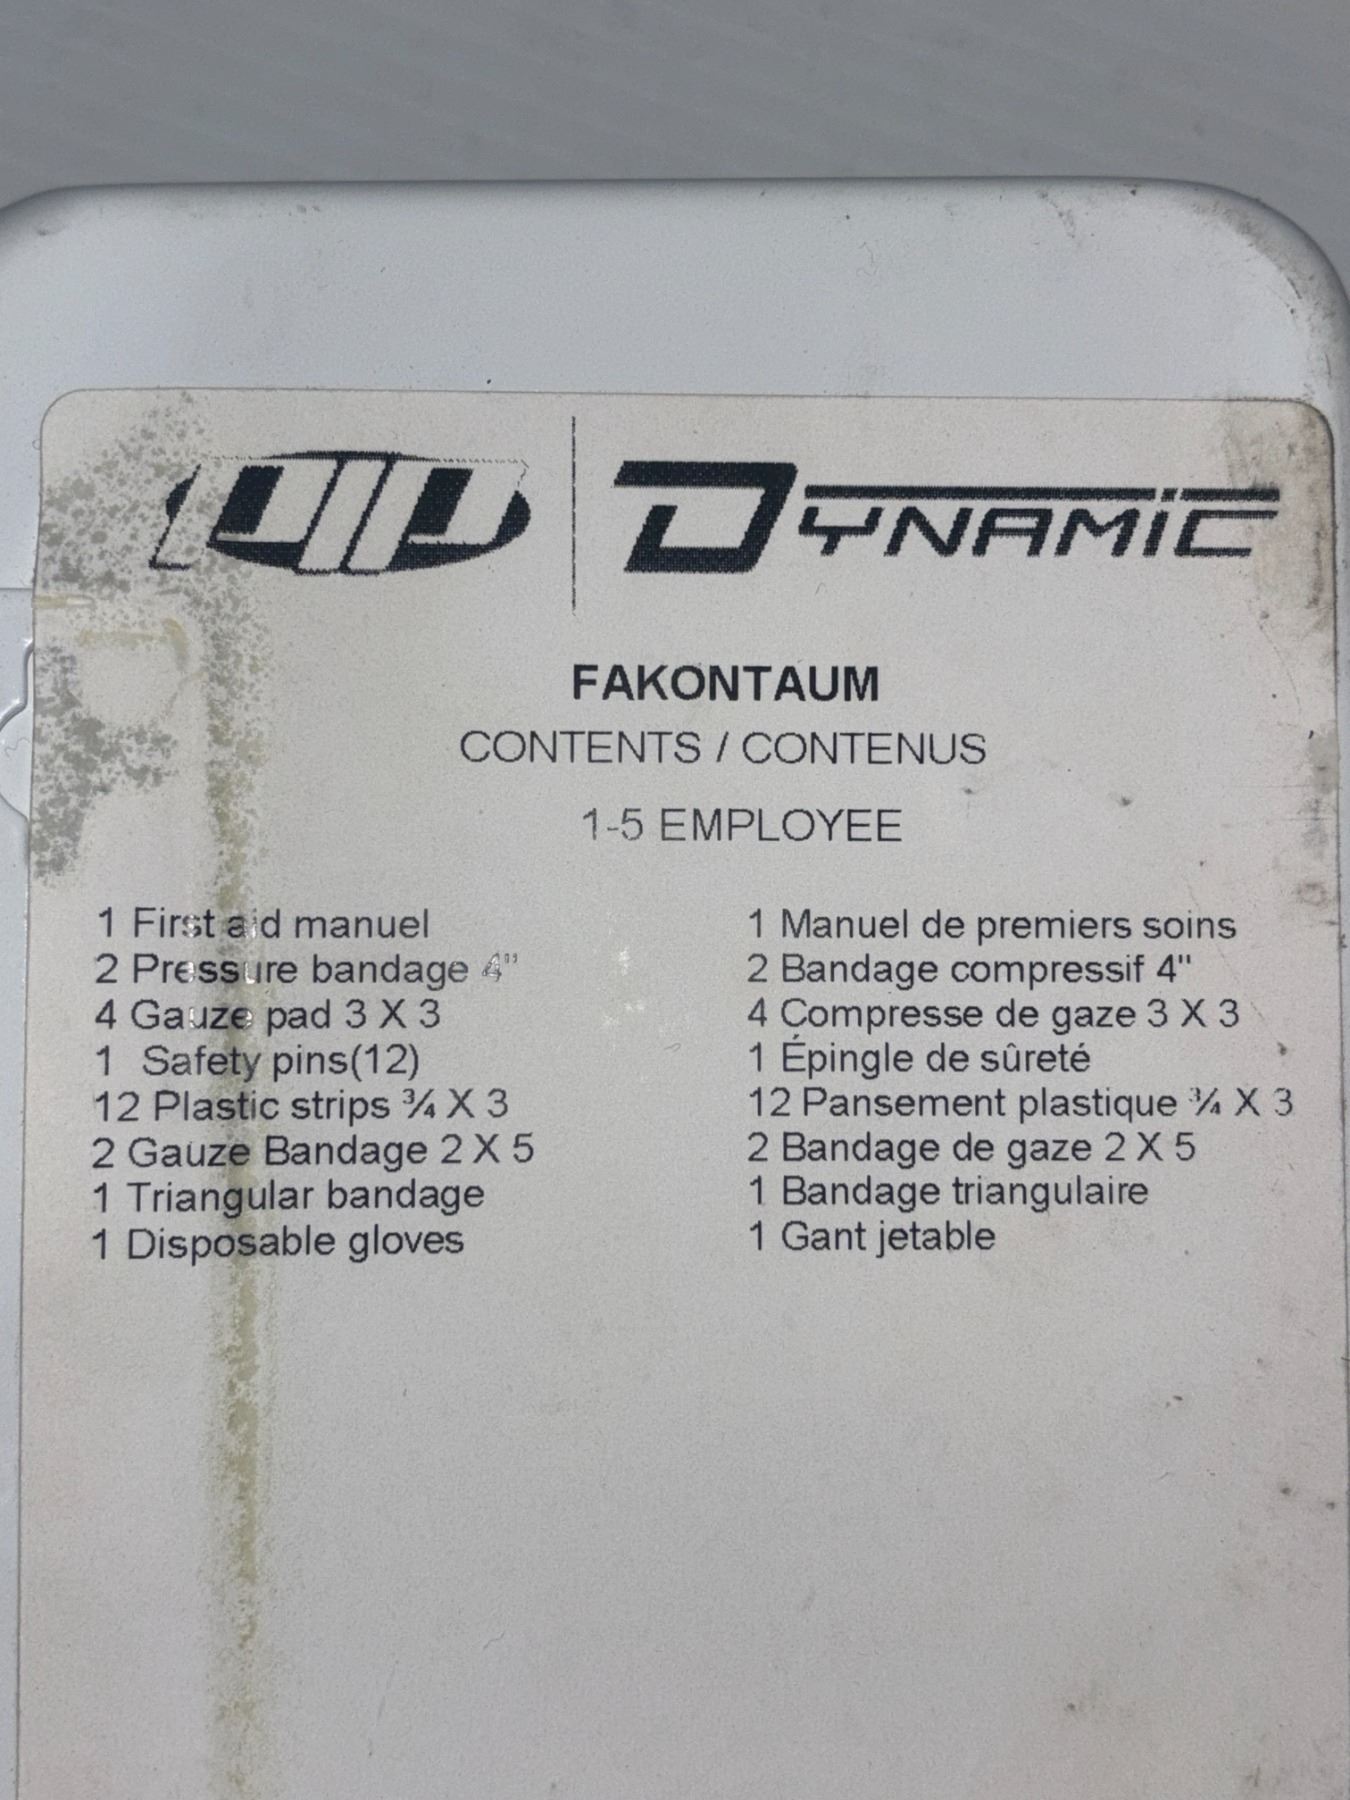 PIP DYNAMIC
FAKONTAUM
CONTENTS / CONTENUS
1-5 EMPLOYEE
1 First aid manuel
2 Pressure bandage 4"
4 Gauze pad 3 X 3
1 Safety pins(12)
12 Plastic strips ¾ X 3
2 Gauze Bandage 2 X 5
1 Triangular bandage
1 Disposable gloves
1 Manuel de premiers soins
2 Bandage compressif 4"
4 Compresse de gaze 3 X 3
1 Épingle de sûreté
12 Pansement plastique ¾ X 3
2 Bandage de gaze 2 X 5
1 Bandage triangulaire
1 Gant jetable